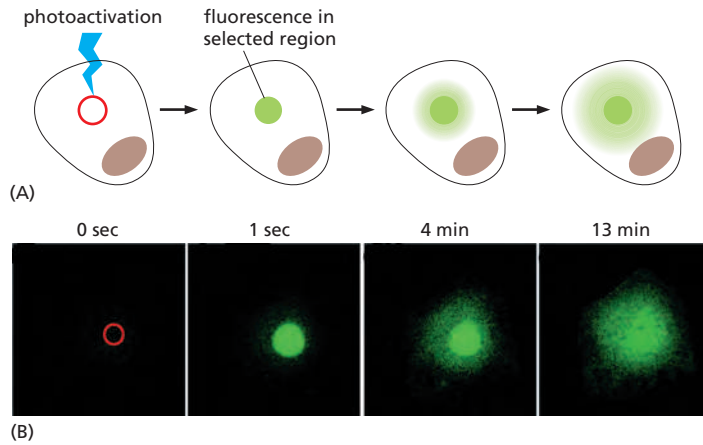 photoactivation
fluorescence in
selected region
(A)
0 sec
1 sec
4 min
13 min
(B)